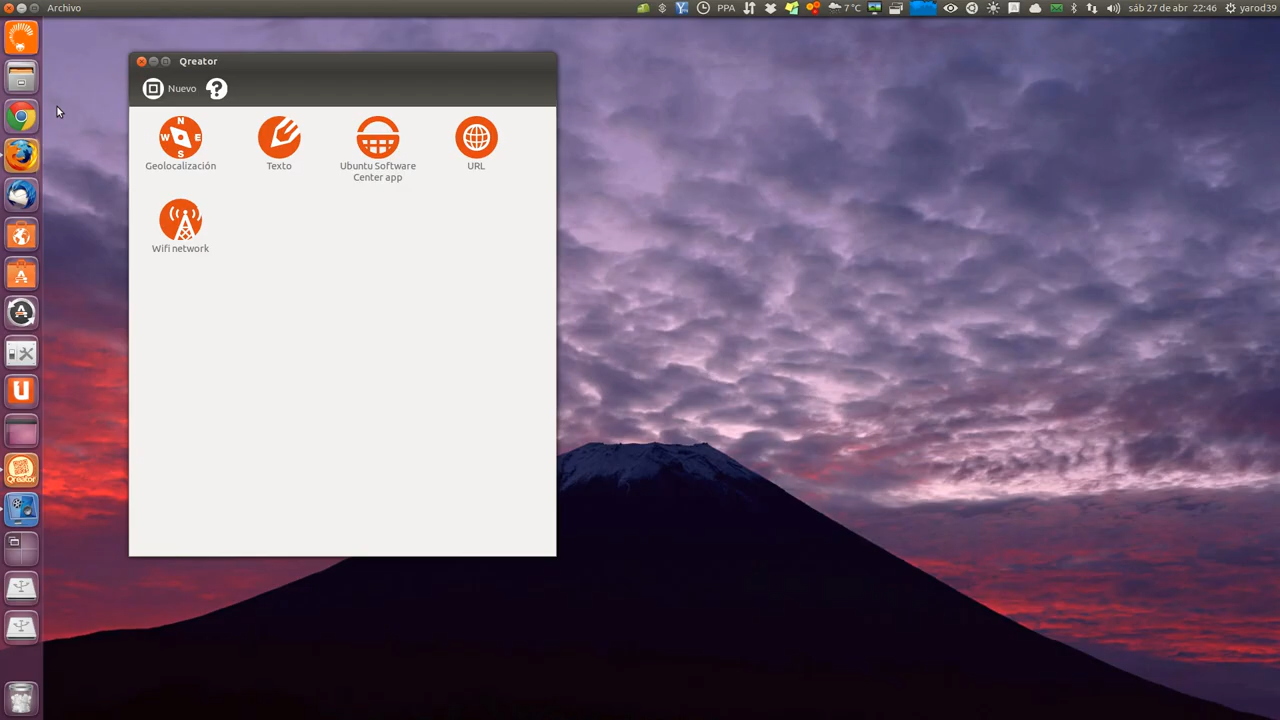 Archivo
PPA
7 °C
A
sáb 27 de abr 22:46
yarod39
Qreator
Nuevo
N
W E
S
Geolocalización
Texto
Ubuntu Software
Center app
URL
Wifi network
Qreator